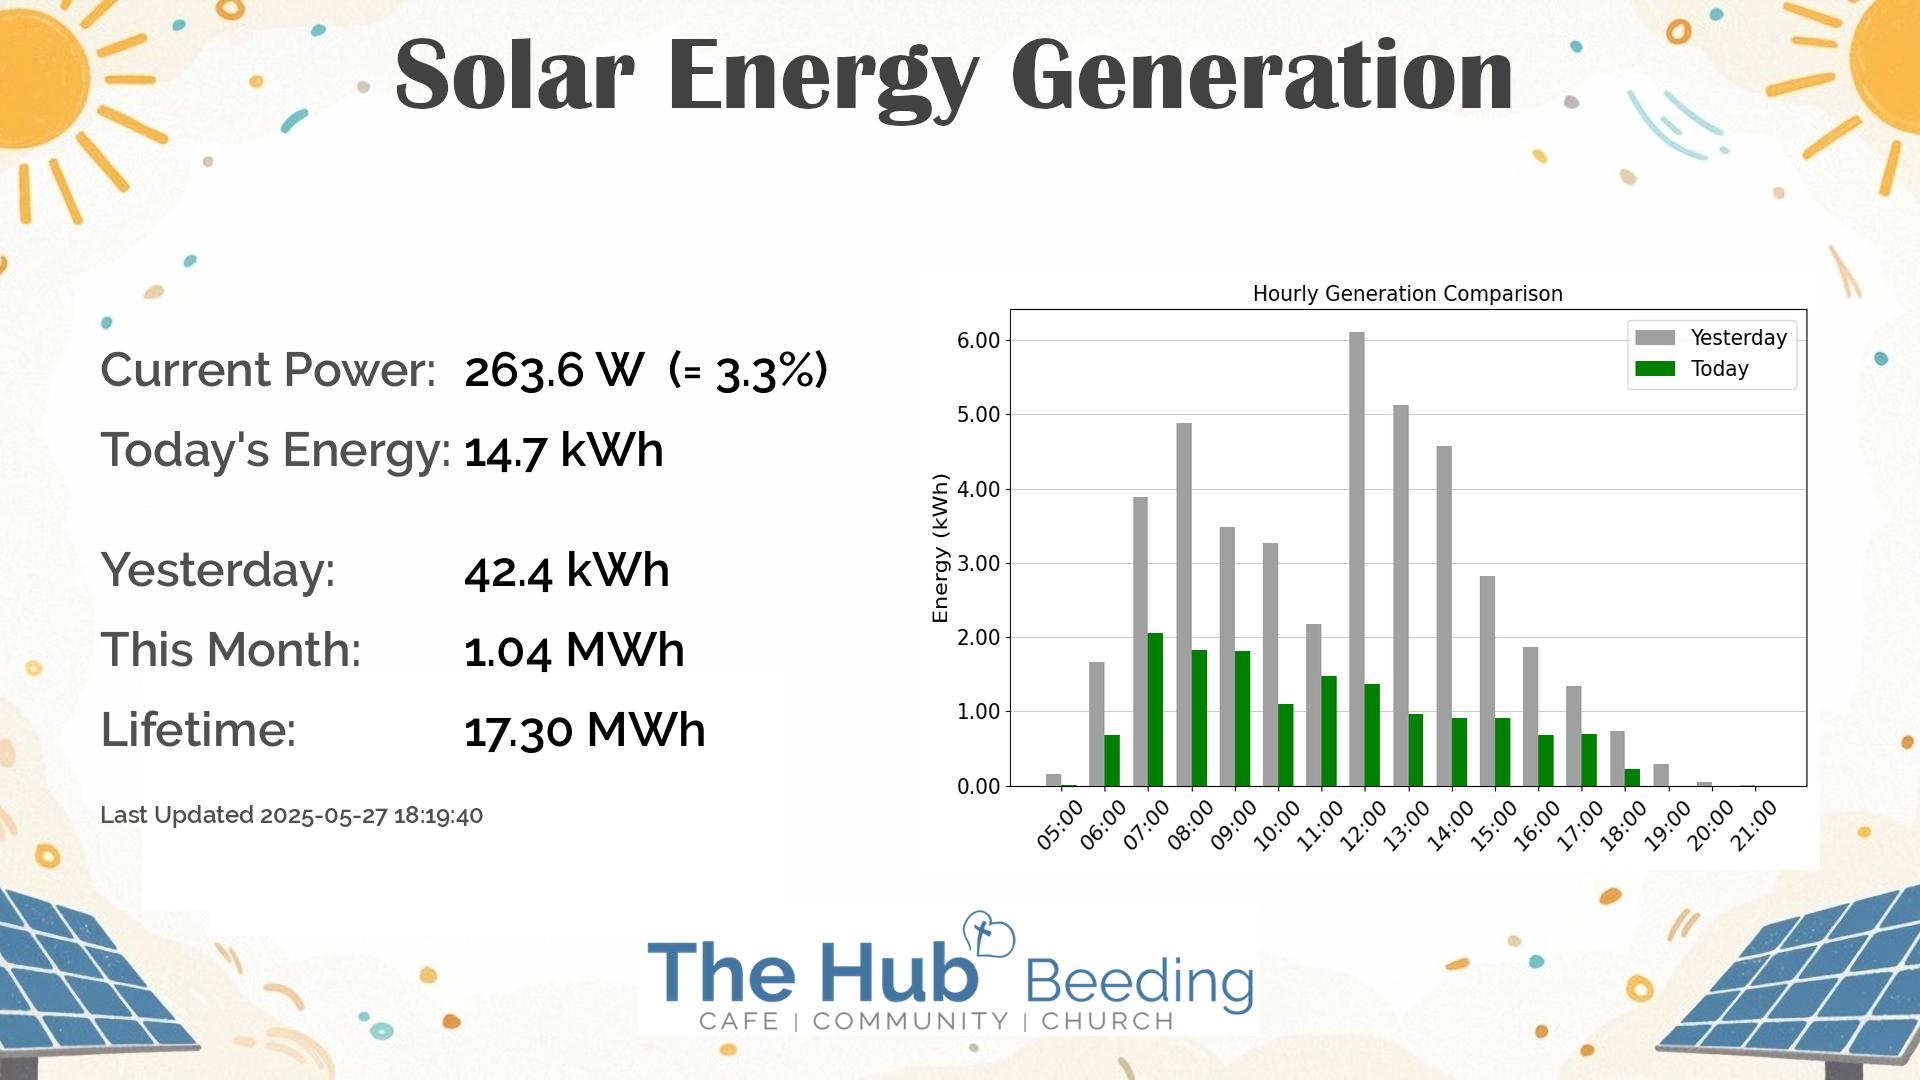 Solar Energy Generation
Current Power: 263.6 W (= 3.3%)
Today's Energy: 14.7 kWh
Yesterday: 42.4 kWh
This Month: 1.04 MWh
Lifetime: 17.30 MWh
Last Updated 2025-05-27 18:19:40
Hourly Generation Comparison
Yesterday
Today
Energy (kWh)
6.00
5.00
4.00
3.00
2.00
1.00
0.00
05:00 06:00 07:00 08:00 09:00 10:00 11:00 12:00 13:00 14:00 15:00 16:00 17:00 18:00 19:00 20:00 21:00
The Hub Beeding
CAFE | COMMUNITY | CHURCH